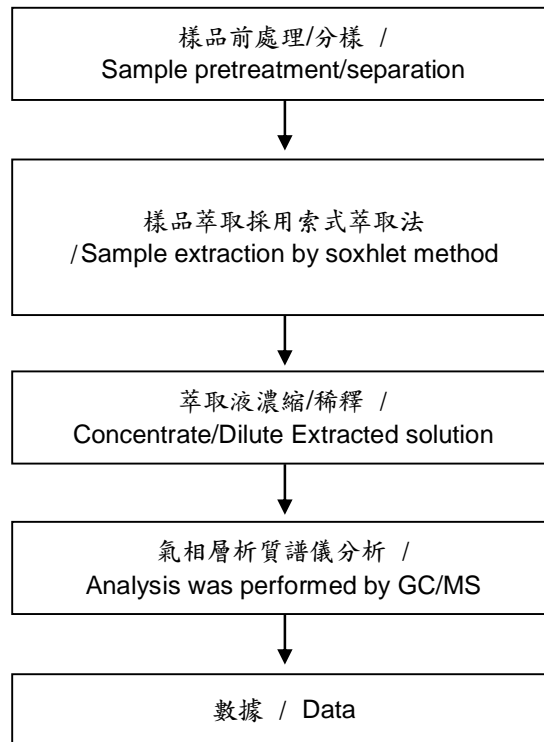 樣品前處理/分樣 /
Sample pretreatment/separation
樣品萃取採用索式萃取法
/Sample extraction by soxhlet method
萃取液濃縮/稀釋 /
Concentrate/Dilute Extracted solution
氣相層析質譜儀分析 /
Analysis was performed by GC/MS
數據 / Data